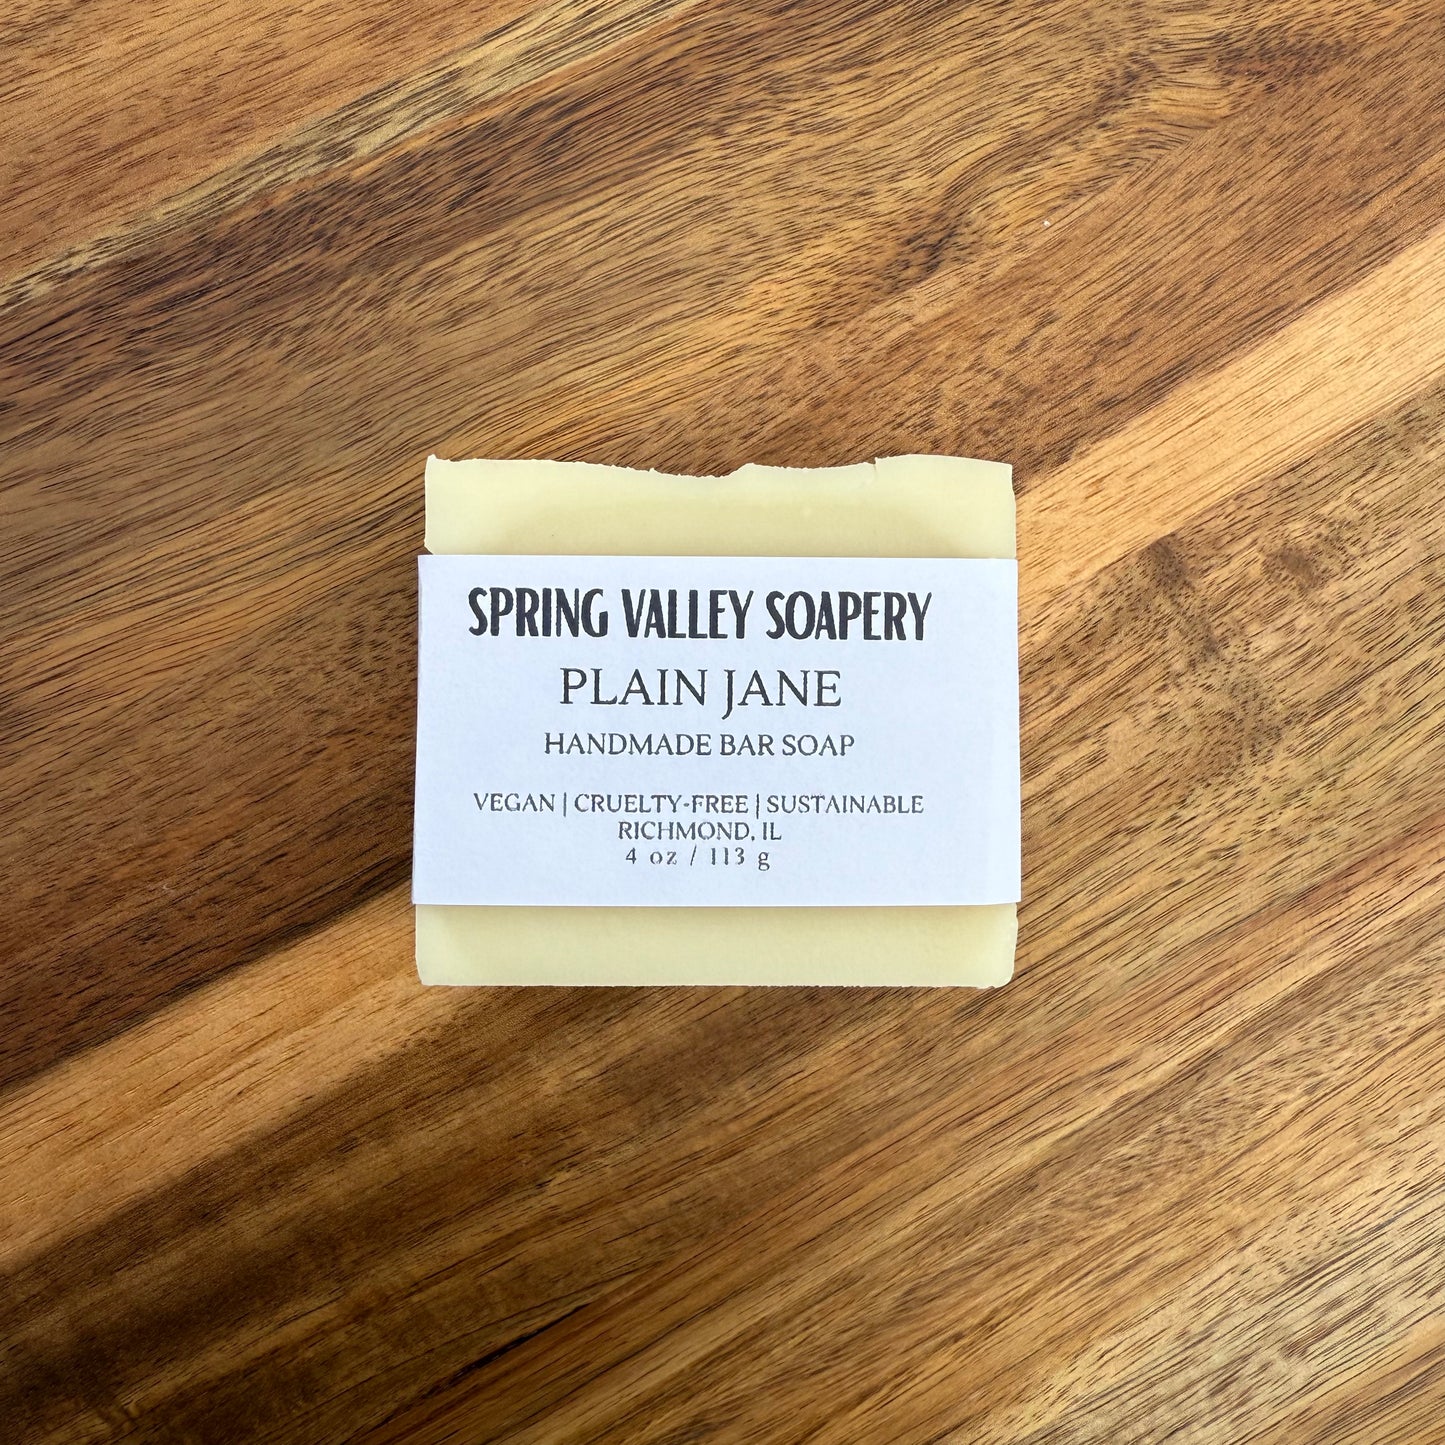 SPRING VALLEY SOAPERY
PLAIN JANE
HANDMADE BAR SOAP
VEGAN | CRUELTY-FREE | SUSTAINABLE
RICHMOND, IL
4 oz / 113 g